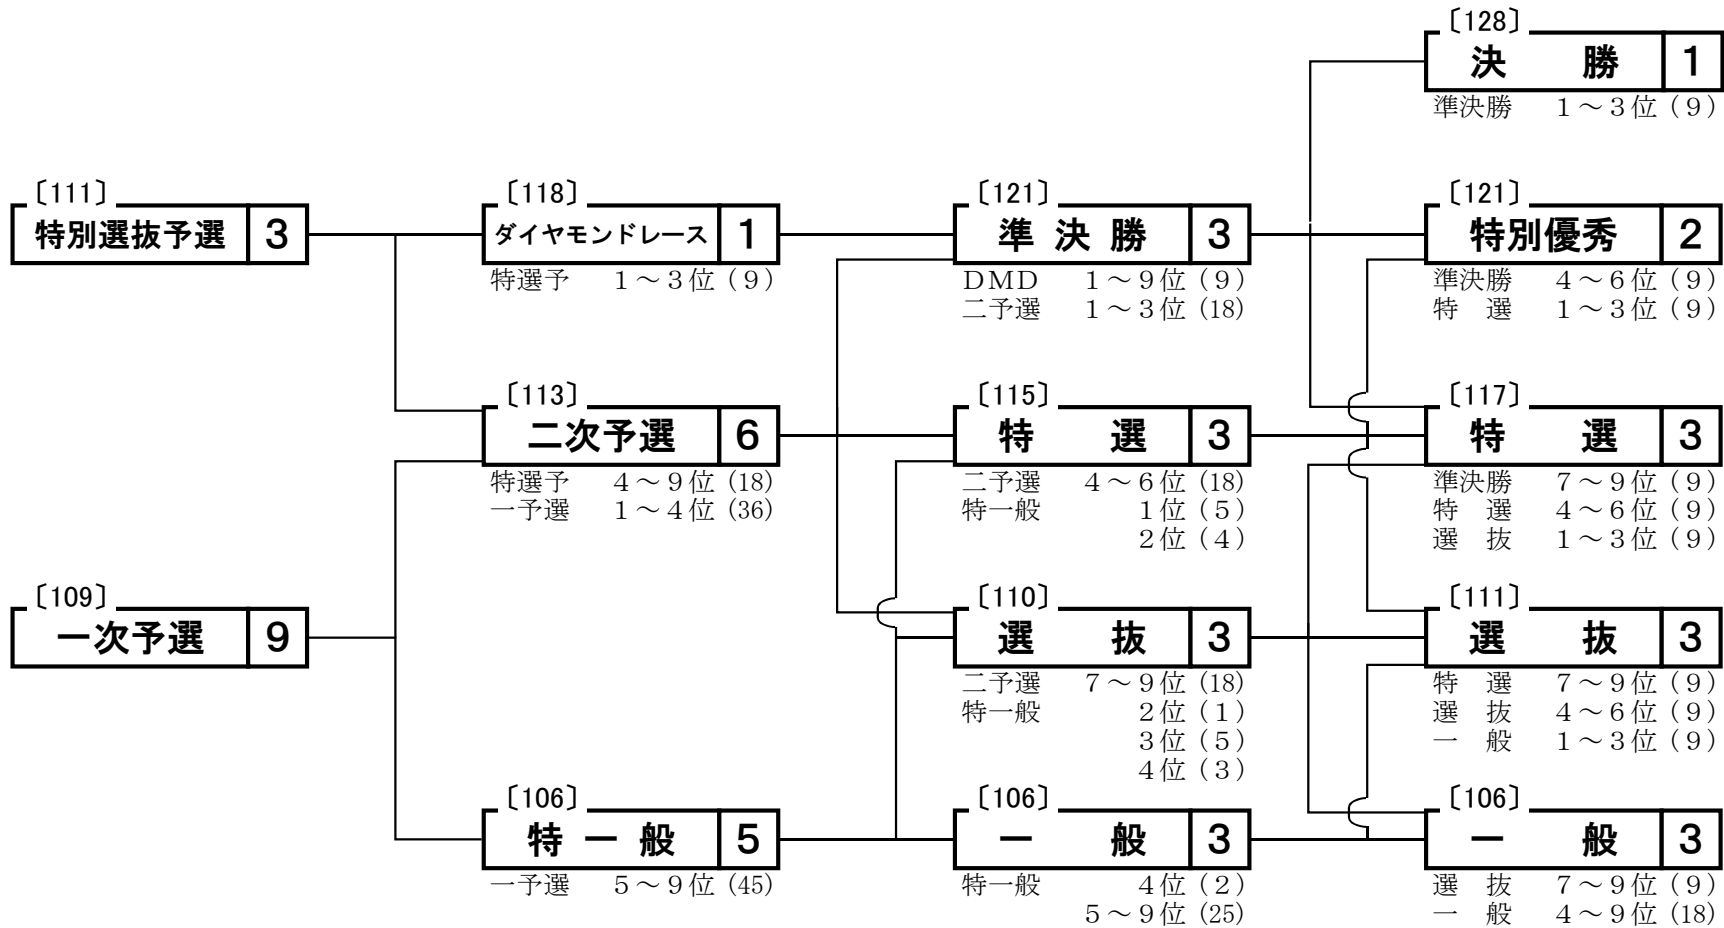 〔111〕
特別選抜予選 3
〔109〕
一次予選 9
〔118〕
ダイヤモンドレース 1
特選予 1～3位（9）
〔113〕
二次予選 6
特選予 4～9位（18）
一予選 1～4位（36）
〔106〕
特一般 5
一予選 5～9位（45）
〔121〕
準決勝 3
DMD 1～9位（9）
二予選 1～3位（18）
〔115〕
特選 3
二予選 4～6位（18）
特一般 1位（5）
2位（4）
〔110〕
選抜 3
二予選 7～9位（18）
特一般 2位（1）
3位（5）
4位（3）
〔106〕
一般 3
特一般 4位（2）
5～9位（25）
〔128〕
決勝 1
準決勝 1～3位（9）
〔121〕
特別優秀 2
準決勝 4～6位（9）
特選 1～3位（9）
〔117〕
特選 3
準決勝 7～9位（9）
特選 4～6位（9）
選抜 1～3位（9）
〔111〕
選抜 3
特選 7～9位（9）
選抜 4～6位（9）
一般 1～3位（9）
〔106〕
一般 3
選抜 7～9位（9）
一般 4～9位（18）